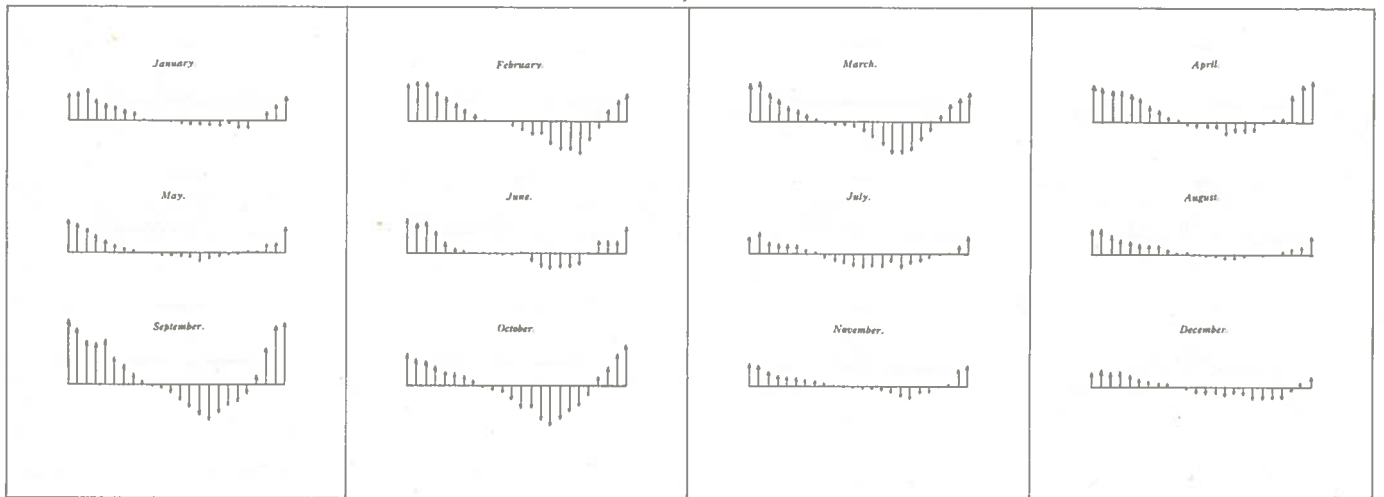 January.
February.
March.
April.
May.
June.
July.
August.
September.
October.
November.
December.